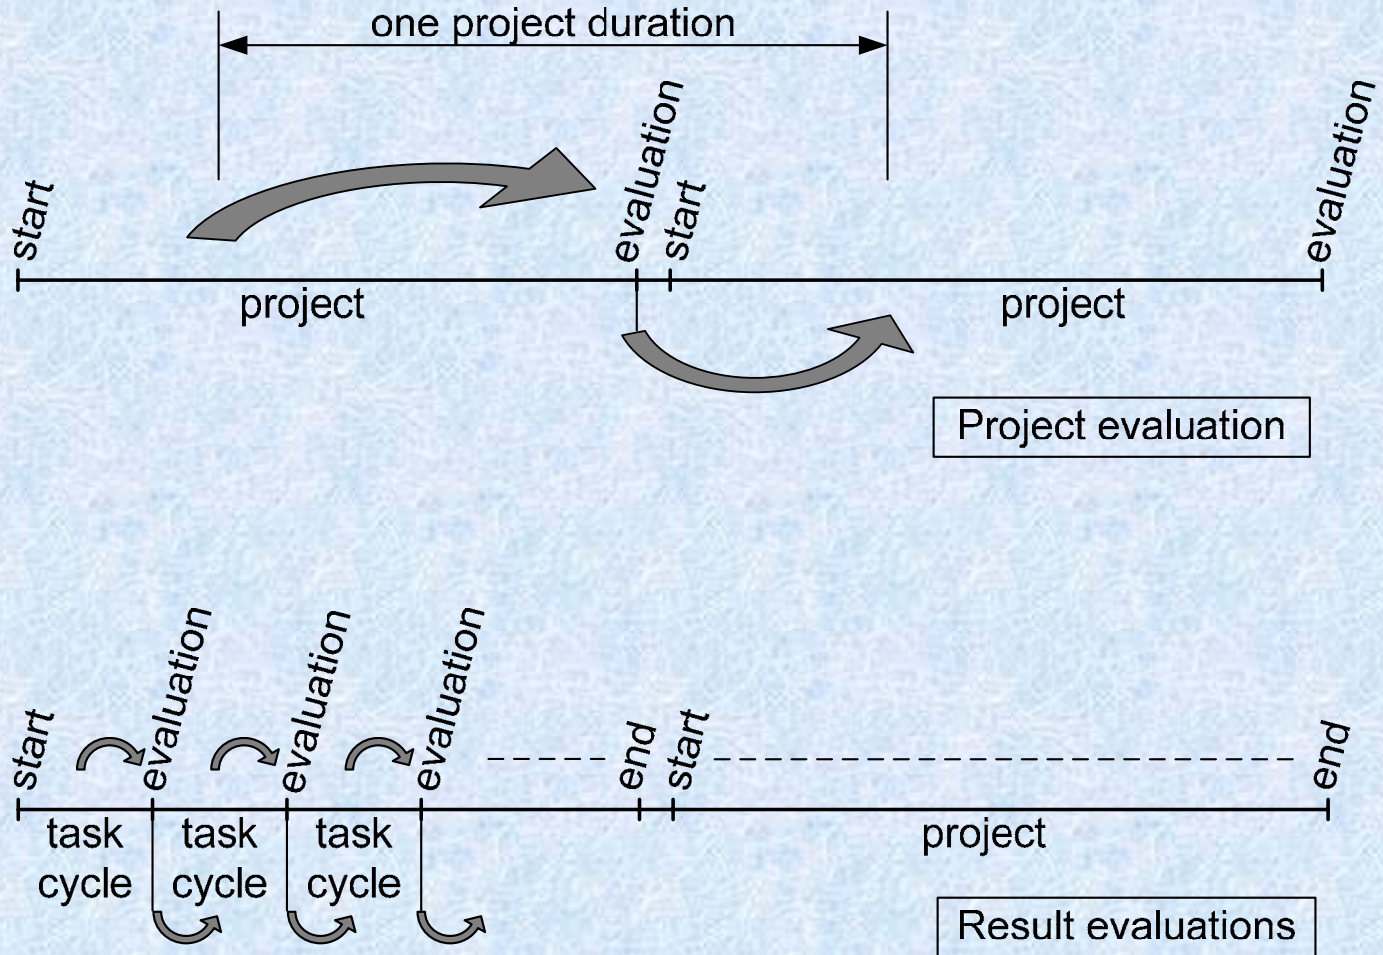 one project duration
start
evaluation
start
evaluation
project
project
Project evaluation
start
evaluation
evaluation
evaluation
end
start
end
task
cycle
task
cycle
task
cycle
project
Result evaluations